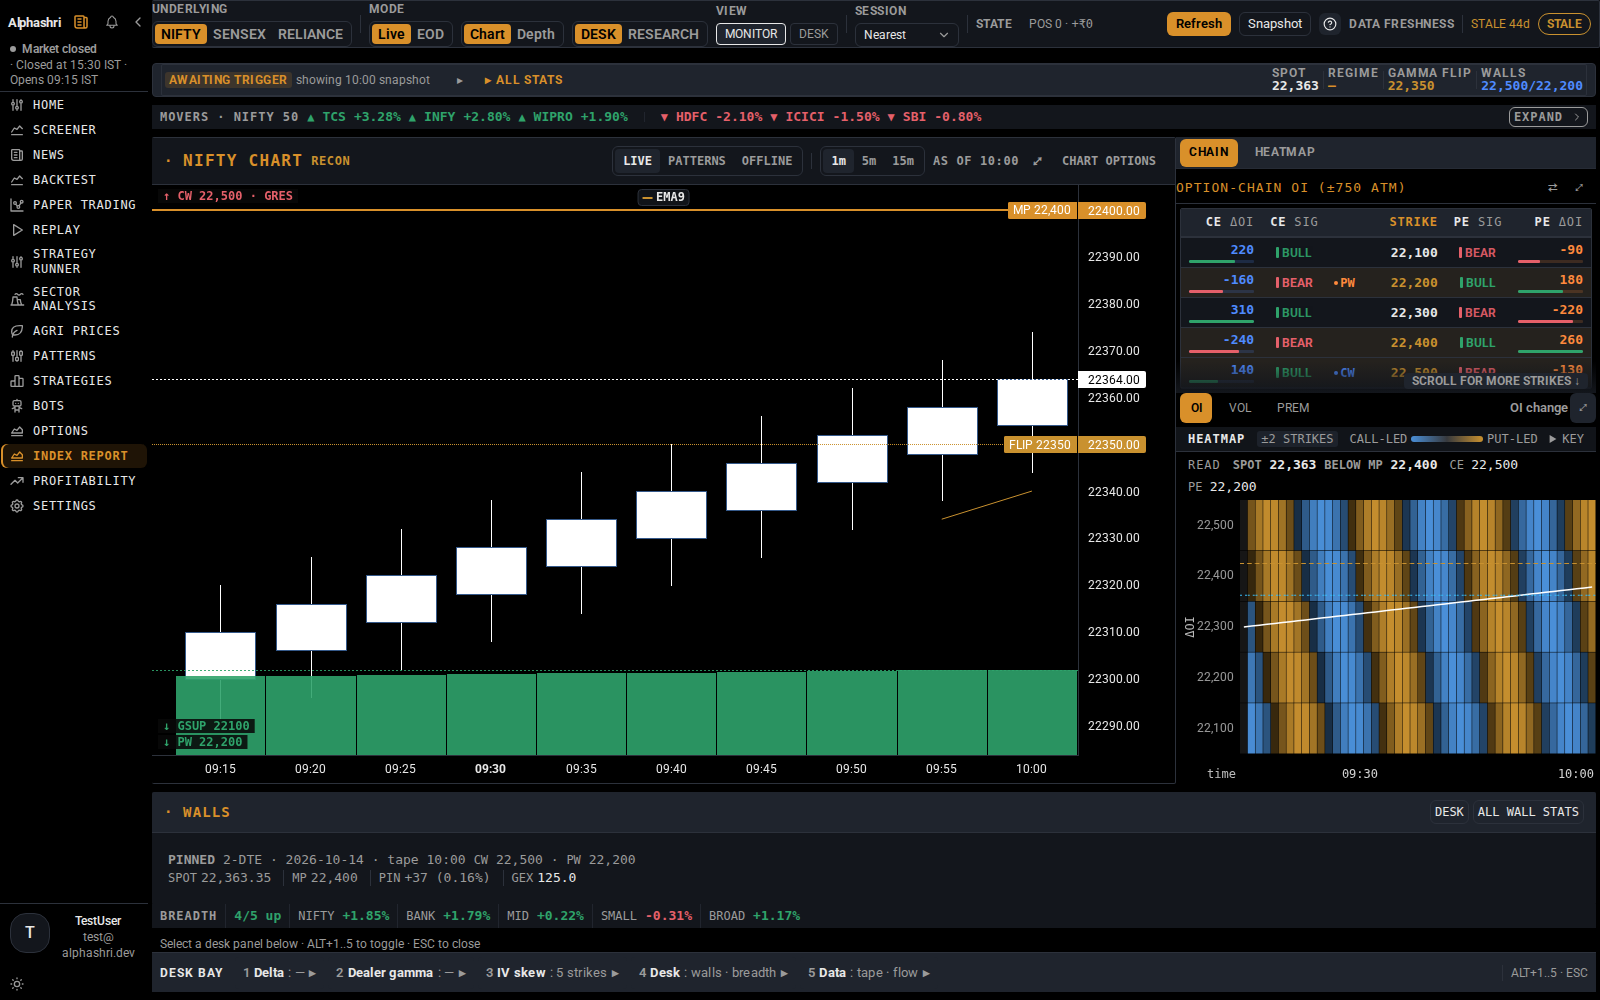 Alphashri
Market closed
· Closed at 15:30 IST ·
Opens 09:15 IST
HOME
SCREENER
NEWS
BACKTEST
PAPER TRADING
REPLAY
STRATEGY
RUNNER
SECTOR
ANALYSIS
AGRI PRICES
PATTERNS
STRATEGIES
BOTS
OPTIONS
INDEX REPORT
PROFITABILITY
SETTINGS
T
TestUser
test@
alphashri.dev
UNDERLYING MODE VIEW SESSION
NIFTY SENSEX RELIANCE Live EOD Chart Depth DESK RESEARCH MONITOR DESK Nearest STATE POS 0 · +₹0 Refresh Snapshot DATA FRESHNESS STALE 44d STALE
AWAITING TRIGGER showing 10:00 snapshot ▸ ▸ ALL STATS
SPOT REGIME GAMMA FLIP WALLS
22,363 — 22,350 22,500/22,200
MOVERS · NIFTY 50 ▲ TCS +3.28% ▲ INFY +2.80% ▲ WIPRO +1.90% ▼ HDFC -2.10% ▼ ICICI -1.50% ▼ SBI -0.80% EXPAND
· NIFTY CHART RECON LIVE PATTERNS OFFLINE 1m 5m 15m AS OF 10:00 CHART OPTIONS
↑ CW 22,500 · GRES
EMA9
MP 22,400 22400.00
22390.00
22380.00
22370.00
22364.00
22360.00
FLIP 22350 22350.00
22340.00
22330.00
22320.00
22310.00
22300.00
22290.00
↓ GSUP 22100
↓ PW 22,200
09:15 09:20 09:25 09:30 09:35 09:40 09:45 09:50 09:55 10:00
CHAIN HEATMAP
OPTION-CHAIN OI (±750 ATM)
CE ΔOI CE SIG STRIKE PE SIG PE ΔOI
220 BULL 22,100 BEAR -90
-160 BEAR •PW 22,200 BULL 180
310 BULL 22,300 BEAR -220
-240 BEAR 22,400 BULL 260
140 BULL •CW 22,500 BEAR -130
SCROLL FOR MORE STRIKES ↓
OI VOL PREM OI change
HEATMAP ±2 STRIKES CALL-LED PUT-LED ▶ KEY
READ SPOT 22,363 BELOW MP 22,400 CE 22,500
PE 22,200
22,500
22,400
22,300
22,200
22,100
ΔOI
time 09:30 10:00
· WALLS DESK ALL WALL STATS
PINNED 2-DTE · 2026-10-14 · tape 10:00 CW 22,500 · PW 22,200
SPOT 22,363.35 MP 22,400 PIN +37 (0.16%) GEX 125.0
BREADTH 4/5 up NIFTY +1.85% BANK +1.79% MID +0.22% SMALL -0.31% BROAD +1.17%
Select a desk panel below · ALT+1..5 to toggle · ESC to close
DESK BAY 1 Delta : — ▸ 2 Dealer gamma : — ▸ 3 IV skew : 5 strikes ▸ 4 Desk : walls · breadth ▸ 5 Data : tape · flow ▸ ALT+1..5 · ESC